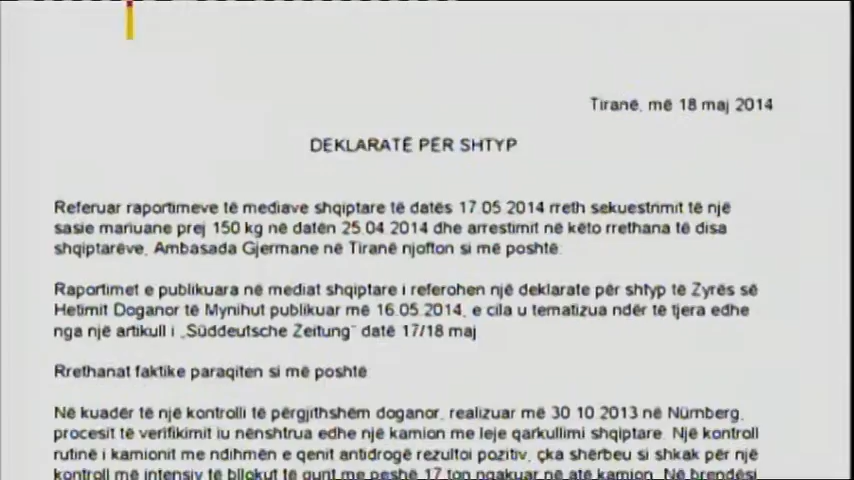 Tiranë, më 18 maj 2014
DEKLARATË PËR SHTYP
Referuar raportimeve të mediave shqiptare të datës 17.05 2014 rreth sekuestrimit të një
sasie mariuane prej 150 kg në datën 25.04 2014 dhe arrestimit në këto rrethana të disa
shqiptarëve, Ambasada Gjermane në Tiranë njofton si më poshtë:
Raportimet e publikuara në mediat shqiptare i referohen një deklarate për shtyp të Zyrës së
Hetimit Doganor të Mynihut publikuar më 16.05.2014, e cila u tematizua ndër të tjera edhe
nga një artikull i „Süddeutsche Zeitung" datë 17/18 maj
Rrethanat faktike paraqiten si më poshtë
Në kuadër të një kontrolli të përgjithshëm doganor, realizuar më 30 10 2013 në Nürnberg,
procesit të verifikimit iu nënshtrua edhe një kamion me leje qarkullimi shqiptare. Një kontroll
rutinë i kamionit me ndihmën e qenit antidrogë rezultoi pozitiv, çka shërbeu si shkak për një
kontroll më intensiv të bllokut të gurit me peshë 17 ton ngakuar në atë kamion. Në brendësi